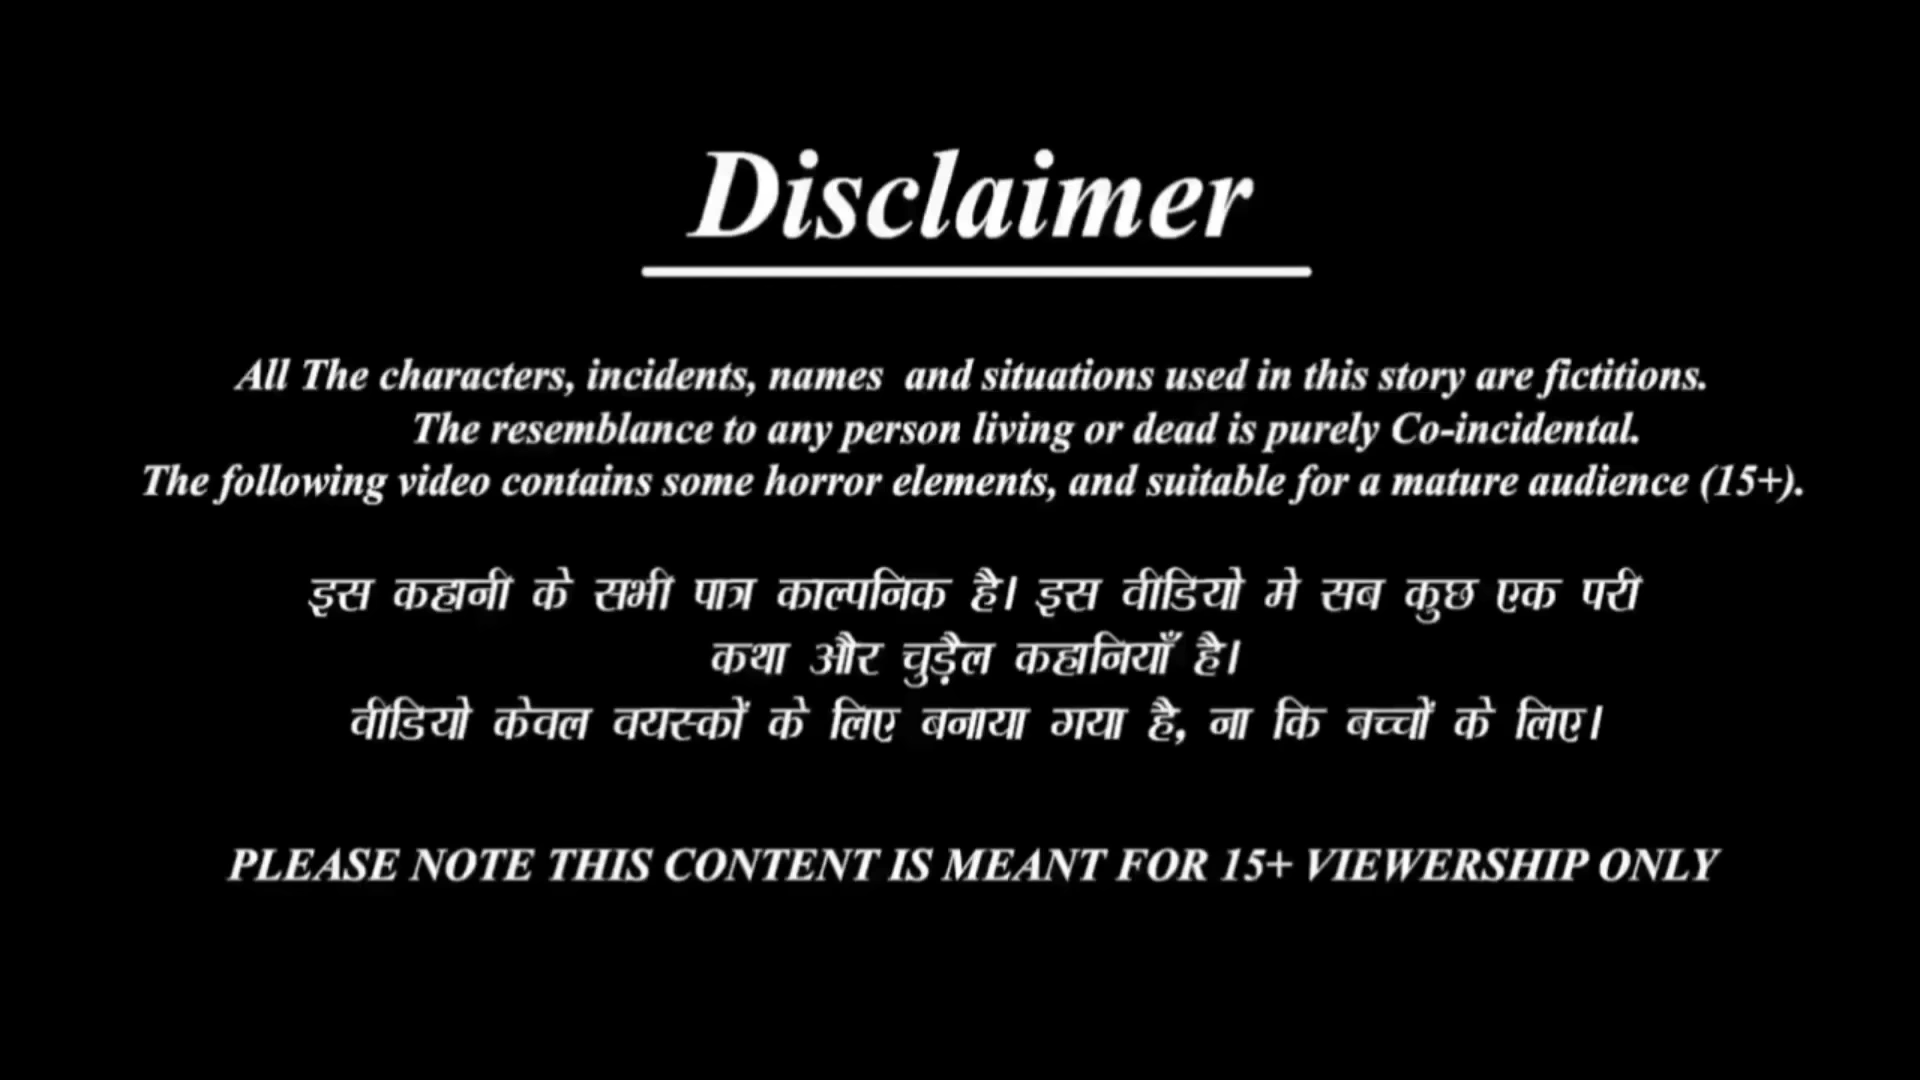 Disclaimer
All The characters, incidents, names and situations used in this story are fictitions.
The resemblance to any person living or dead is purely Co-incidental.
The following video contains some horror elements, and suitable for a mature audience (15+).
इस कहानी के सभी पात्र काल्पनिक है। इस वीडियो मे सब कुछ एक परी
कथा और चुड़ैल कहानियाँ है।
वीडियो केवल वयस्कों के लिए बनाया गया है, ना कि बच्चों के लिए।
PLEASE NOTE THIS CONTENT IS MEANT FOR 15+ VIEWERSHIP ONLY